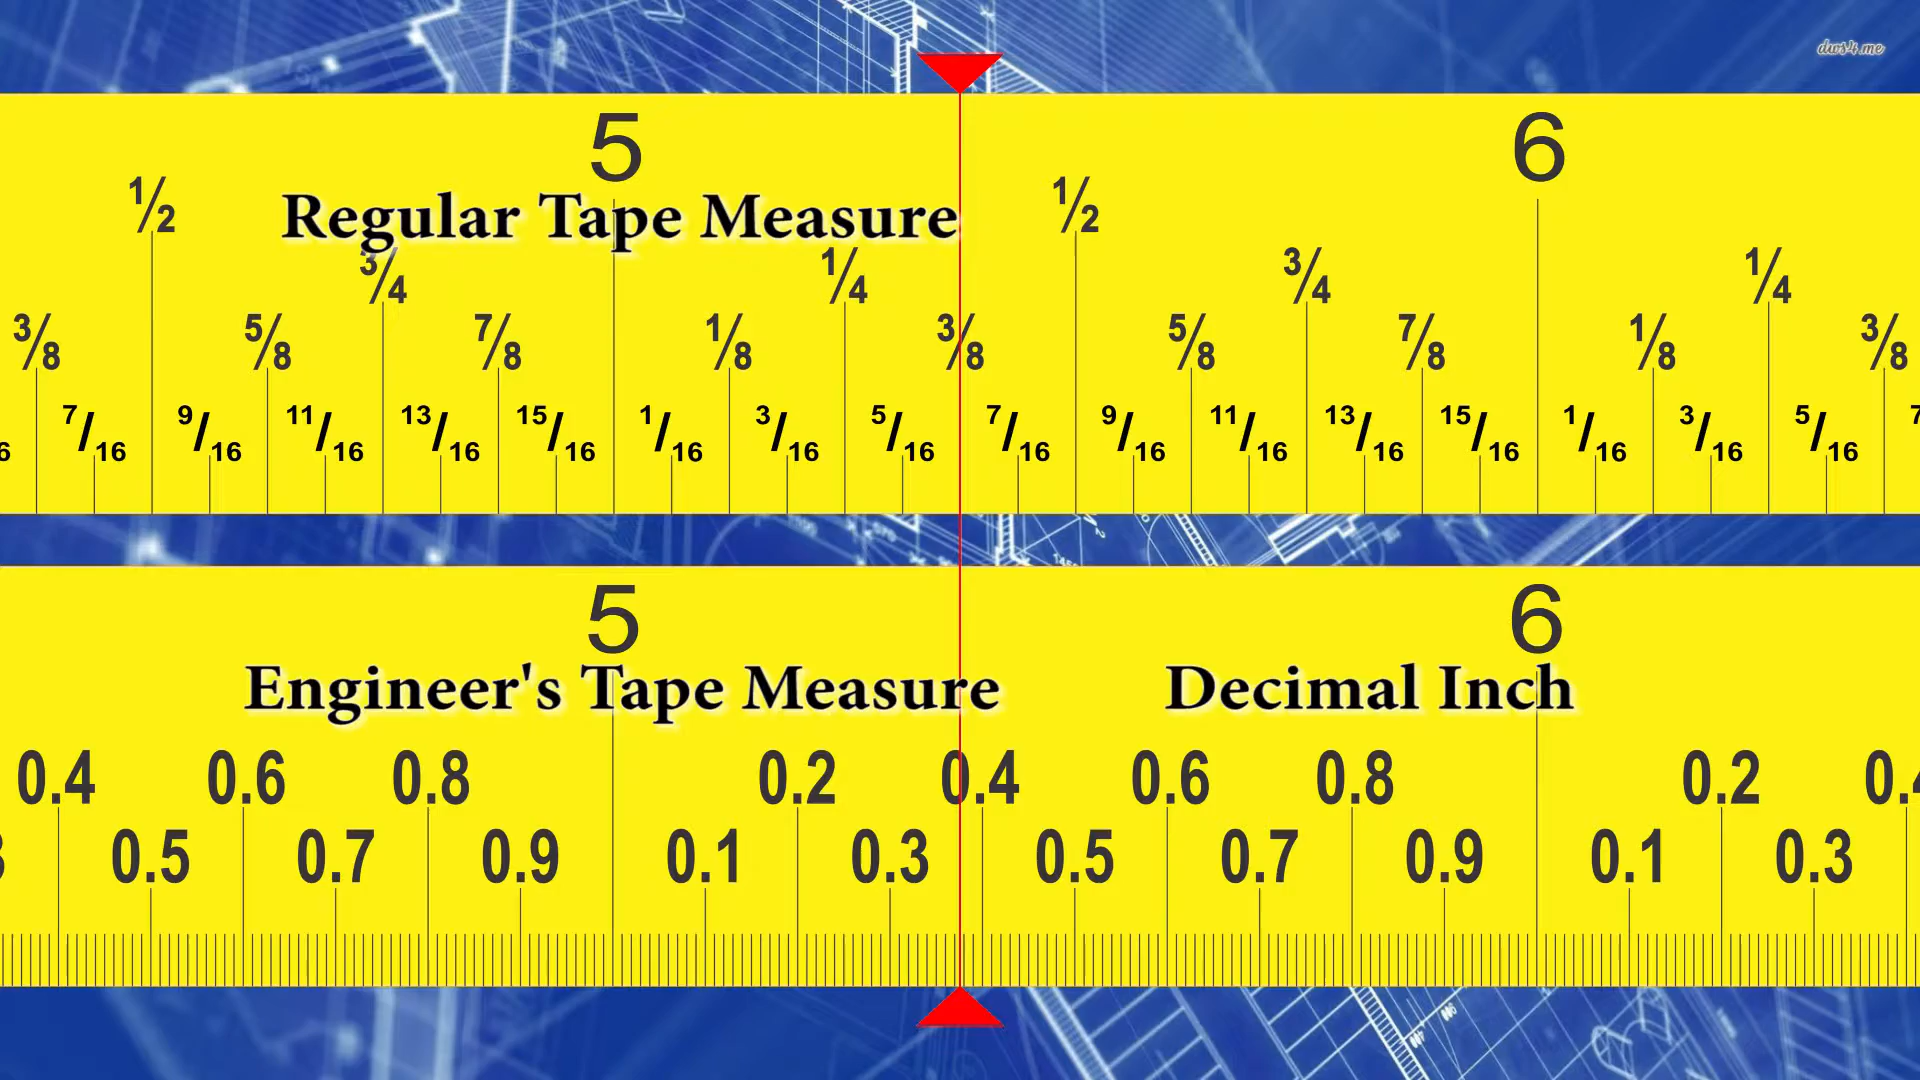 dws4.me
5 6
1/2 1/2
Regular Tape Measure
3/4 1/4 3/4 1/4
3/8 5/8 7/8 1/8 3/8 5/8 7/8 1/8 3/8
7/16 9/16 11/16 13/16 15/16 1/16 3/16 5/16 7/16 9/16 11/16 13/16 15/16 1/16 3/16 5/16
5 6
Engineer's Tape Measure Decimal Inch
0.4 0.6 0.8 0.2 0.4 0.6 0.8 0.2 0.4
0.5 0.7 0.9 0.1 0.3 0.5 0.7 0.9 0.1 0.3